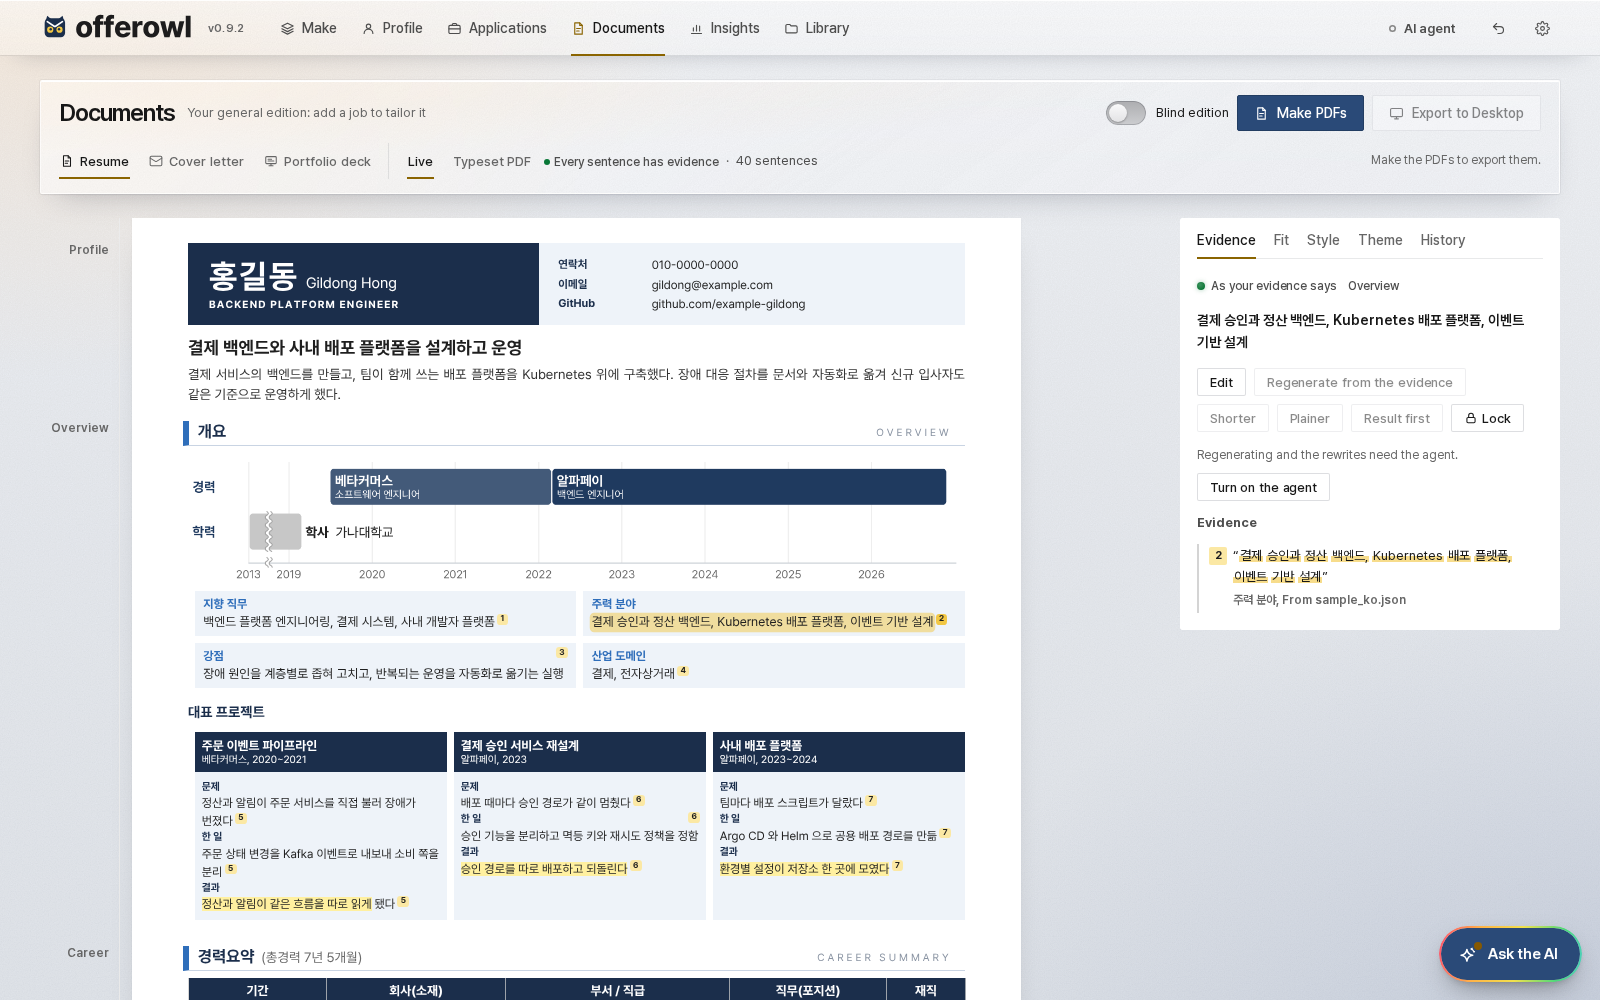 offerowl v0.9.2 Make Profile Applications Documents Insights Library AI agent
Documents Your general edition: add a job to tailor it Blind edition Make PDFs Export to Desktop
Resume Cover letter Portfolio deck Live Typeset PDF Every sentence has evidence · 40 sentences Make the PDFs to export them.
Profile
홍길동 Gildong Hong
BACKEND PLATFORM ENGINEER
연락처 010-0000-0000
이메일 gildong@example.com
GitHub github.com/example-gildong
결제 백엔드와 사내 배포 플랫폼을 설계하고 운영
결제 서비스의 백엔드를 만들고, 팀이 함께 쓰는 배포 플랫폼을 Kubernetes 위에 구축했다. 장애 대응 절차를 문서와 자동화로 옮겨 신규 입사자도
같은 기준으로 운영하게 했다.
Overview
개요 OVERVIEW
경력
베타커머스
소프트웨어 엔지니어
알파페이
백엔드 엔지니어
학력
학사 가나대학교
2013 2019 2020 2021 2022 2023 2024 2025 2026
지향 직무
백엔드 플랫폼 엔지니어링, 결제 시스템, 사내 개발자 플랫폼 1
주력 분야
결제 승인과 정산 백엔드, Kubernetes 배포 플랫폼, 이벤트 기반 설계 2
강점 3
장애 원인을 계층별로 좁혀 고치고, 반복되는 운영을 자동화로 옮기는 실행
산업 도메인
결제, 전자상거래 4
대표 프로젝트
주문 이벤트 파이프라인
베타커머스, 2020–2021
문제
정산과 알림이 주문 서비스를 직접 불러 장애가
번졌다 5
한 일
주문 상태 변경을 Kafka 이벤트로 내보내 소비 쪽을
분리 5
결과
정산과 알림이 같은 흐름을 따로 읽게 됐다 5
결제 승인 서비스 재설계
알파페이, 2023
문제
배포 때마다 승인 경로가 같이 멈췄다 6
한 일 6
승인 기능을 분리하고 멱등 키와 재시도 정책을 정함
결과
승인 경로를 따로 배포하고 되돌린다 6
사내 배포 플랫폼
알파페이, 2023–2024
문제
팀마다 배포 스크립트가 달랐다 7
한 일
Argo CD 와 Helm 으로 공용 배포 경로를 만듦 7
결과
환경별 설정이 저장소 한 곳에 모였다 7
Career
경력요약 (총경력 7년 5개월) CAREER SUMMARY
기간 회사(소재) 부서 / 직급 직무(포지션) 재직
Evidence Fit Style Theme History
As your evidence says Overview
결제 승인과 정산 백엔드, Kubernetes 배포 플랫폼, 이벤트
기반 설계
Edit Regenerate from the evidence
Shorter Plainer Result first Lock
Regenerating and the rewrites need the agent.
Turn on the agent
Evidence
2 “결제 승인과 정산 백엔드, Kubernetes 배포 플랫폼,
이벤트 기반 설계”
주력 분야, From sample_ko.json
Ask the AI